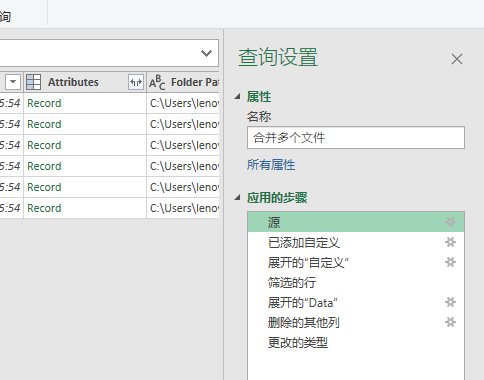 询
查询设置
Attributes
Folder Pat
属性
名称
合并多个文件
所有属性
应用的步骤
源
已添加自定义
展开的“自定义”
筛选的行
展开的“Data”
删除的其他列
更改的类型
5:54 Record C:\Users\leno
5:54 Record C:\Users\leno
5:54 Record C:\Users\leno
5:54 Record C:\Users\leno
5:54 Record C:\Users\leno
5:54 Record C:\Users\leno